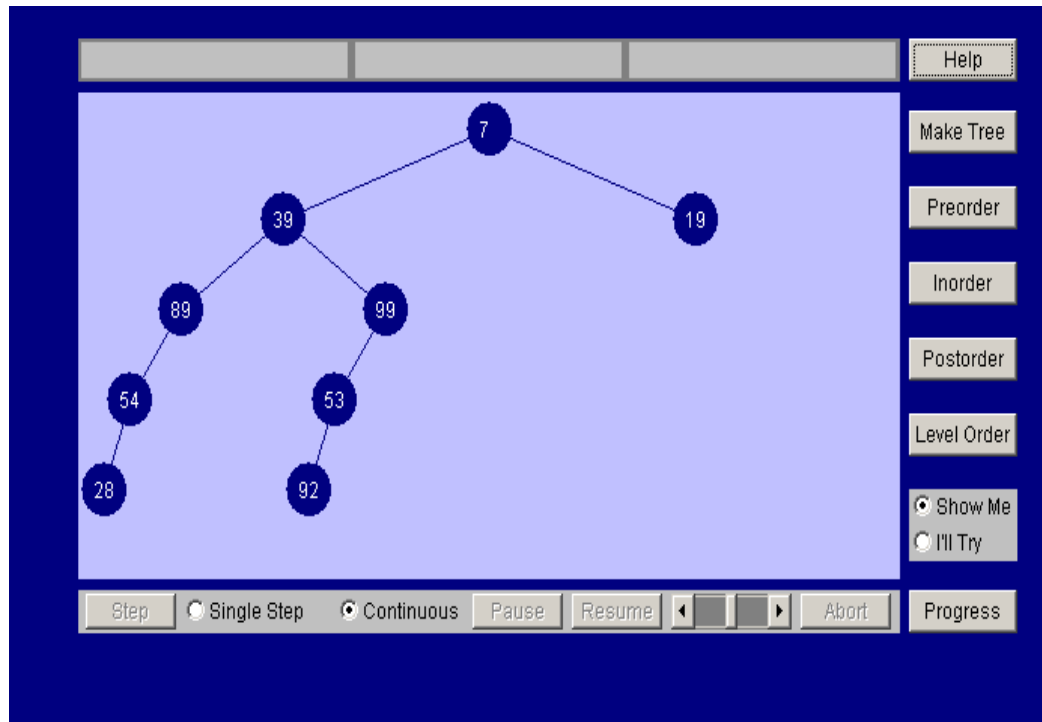 Help
7
Make Tree
39
19
Preorder
89
99
Inorder
54
53
Postorder
Level Order
28
92
Show Me
I'll Try
Step Single Step Continuous Pause Resume Abort Progress